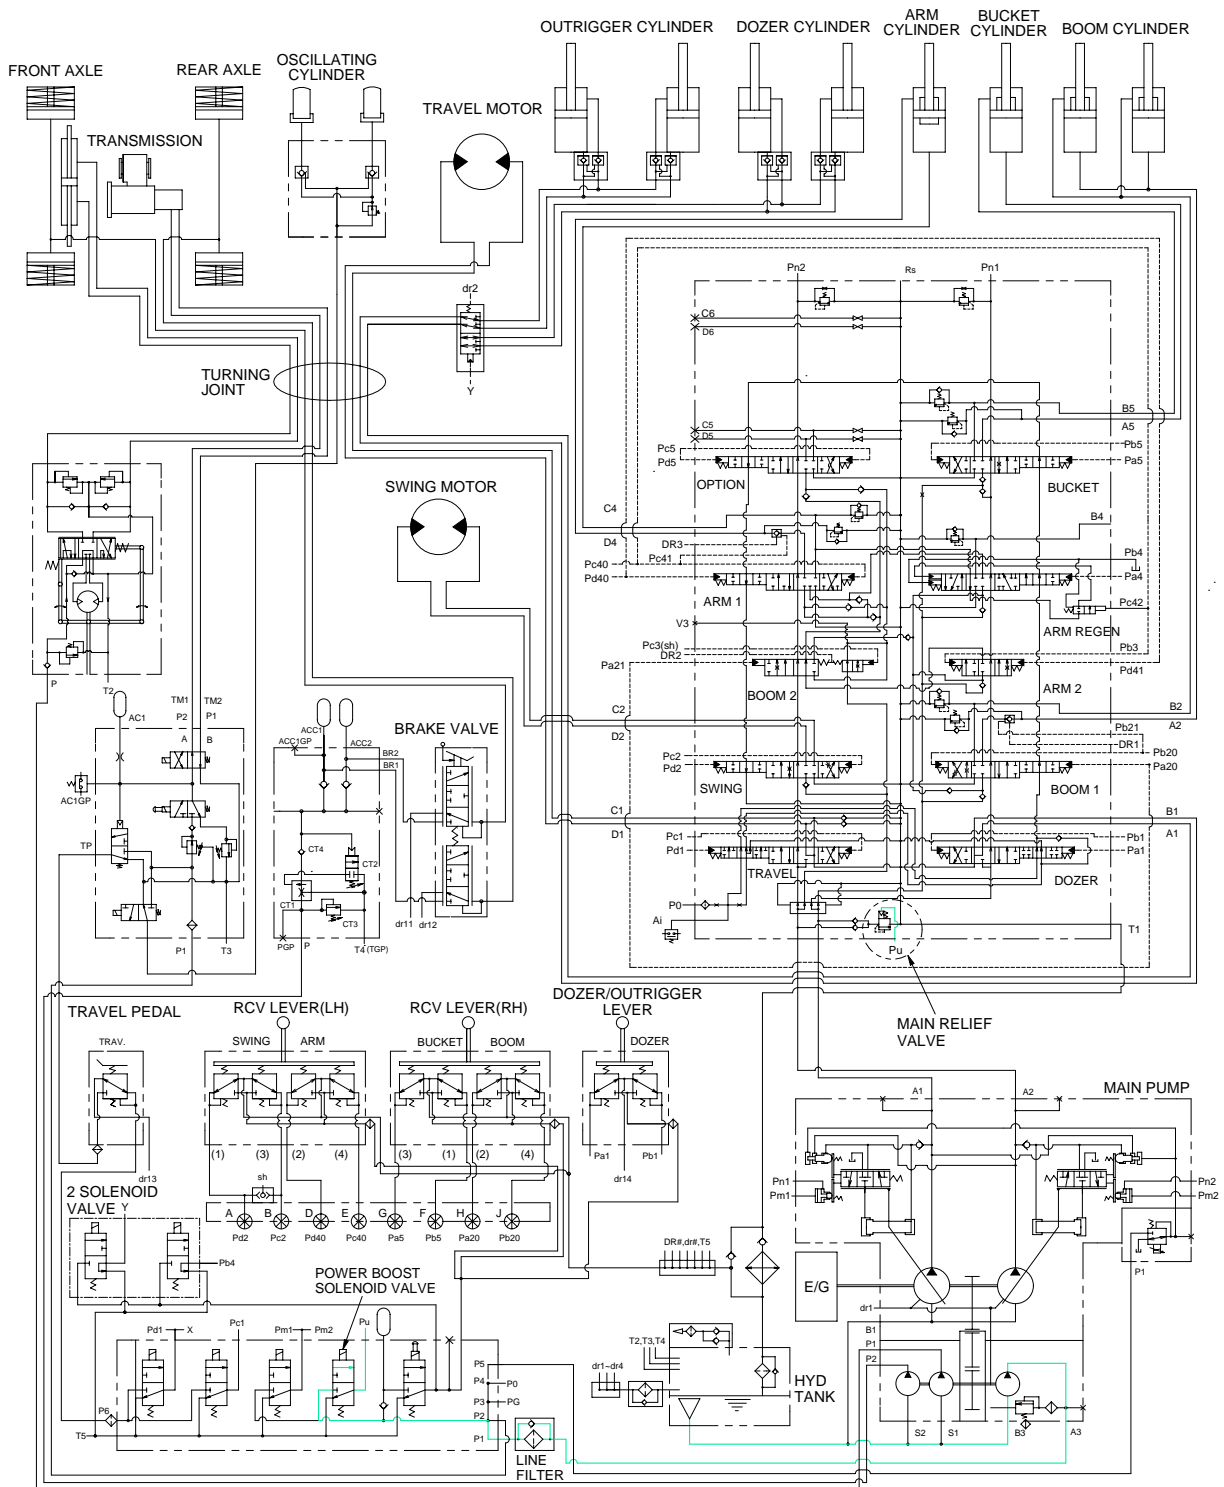 OUTRIGGER CYLINDER
DOZER CYLINDER
ARM
CYLINDER
BUCKET
CYLINDER
BOOM CYLINDER
FRONT AXLE
REAR AXLE
OSCILLATING
CYLINDER
TRAVEL MOTOR
TRANSMISSION
dr2
Y
TURNING
JOINT
Pn2
Rs
Pn1
C6
D6
B5
A5
C5
D5
Pc5
Pd5
Pb5
Pa5
OPTION
BUCKET
SWING MOTOR
C4
D4
B4
DR3
Pc41
Pc40
Pd40
Pb4
Pa4
Pc42
ARM 1
ARM REGEN
V3
Pc3(sh)
DR2
Pa21
Pb3
Pd41
BOOM 2
ARM 2
P
T2
TM1
TM2
P2
P1
A
B
AC1
AC1GP
TP
P1
T3
ACC1
ACC1GP
ACC2
BR2
BR1
BRAKE VALVE
CT4
CT2
CT1
CT3
PGP
P
T4(TGP)
dr11
dr12
C2
D2
B2
A2
Pb21
DR1
Pc2
Pd2
Pb20
Pa20
SWING
BOOM 1
C1
D1
B1
A1
Pc1
Pd1
Pb1
Pa1
TRAVEL
DOZER
P0
Ai
Pu
T1
MAIN RELIEF
VALVE
TRAVEL PEDAL
TRAV.
dr13
RCV LEVER(LH)
SWING
ARM
(1)
(3)
(2)
(4)
sh
RCV LEVER(RH)
BUCKET
BOOM
(3)
(1)
(2)
(4)
DOZER/OUTRIGGER
LEVER
DOZER
Pa1
Pb1
dr14
A
B
D
E
G
F
H
J
Pd2
Pc2
Pd40
Pc40
Pa5
Pb5
Pa20
Pb20
2 SOLENOID
VALVE
Y
Pb4
POWER BOOST
SOLENOID VALVE
Pd1
X
Pc1
Pm1
Pm2
Pu
P6
T5
P5
P4
P0
P3
PG
P2
P1
LINE
FILTER
DR#,dr#,T5
T2,T3,T4
dr1~dr4
HYD
TANK
E/G
MAIN PUMP
A1
A2
Pn1
Pm1
Pn2
Pm2
P1
dr1
B1
P1
P2
S2
S1
B3
A3